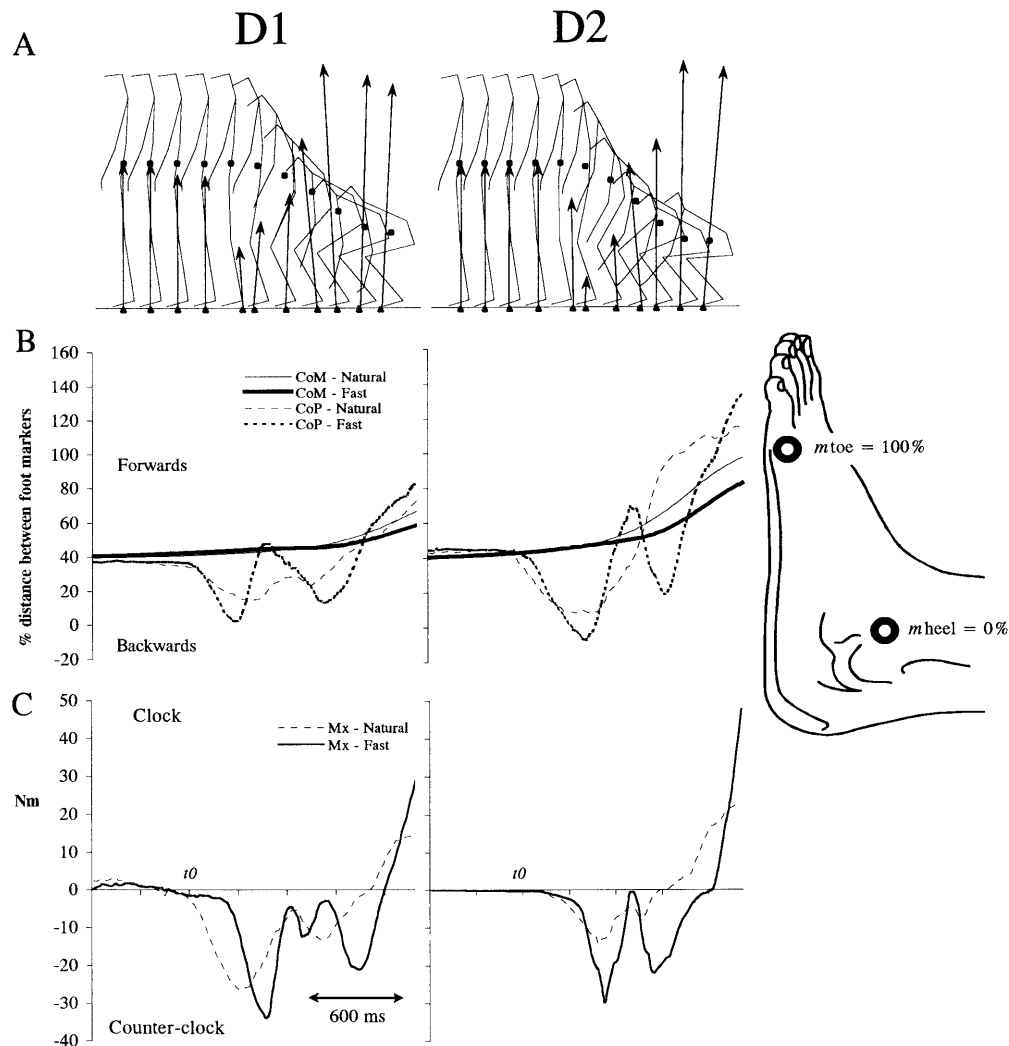 D1
D2
A
B
160
140
120
100
80
60
40
20
0
-20
% distance between foot markers
CoM - Natural
CoM - Fast
CoP - Natural
CoP - Fast
Forwards
Backwards
mtoe = 100%
mheel = 0%
C
50
40
30
20
10
0
-10
-20
-30
-40
Nm
Clock
Mx - Natural
Mx - Fast
t0
t0
600 ms
Counter-clock